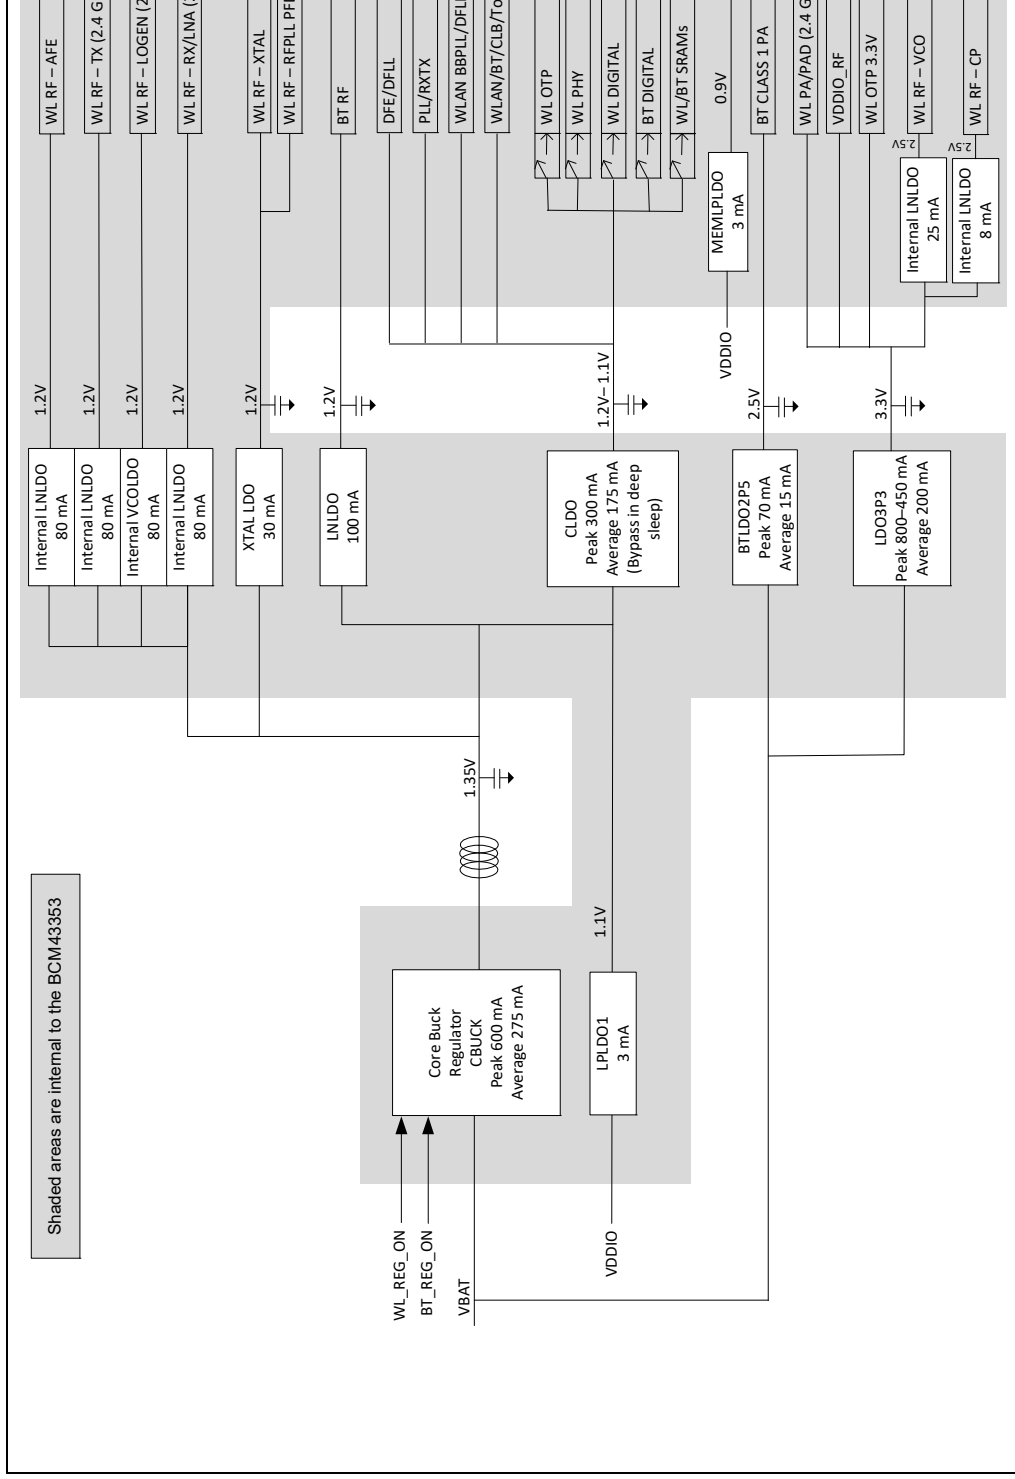 Shaded areas are internal to the BCM43353
WL_REG_ON
BT_REG_ON
VBAT
VDDIO
Core Buck
Regulator
CBUCK
Peak 600 mA
Average 275 mA
LPLDO1
3 mA
1.1V
1.35V
Internal LNLDO
80 mA
Internal LNLDO
80 mA
Internal VCOLDO
80 mA
Internal LNLDO
80 mA
XTAL LDO
30 mA
LNLDO
100 mA
CLDO
Peak 300 mA
Average 175 mA
(Bypass in deep
sleep)
BTLDO2P5
Peak 70 mA
Average 15 mA
LDO3P3
Peak 800–450 mA
Average 200 mA
1.2V
1.2V
1.2V
1.2V
1.2V
1.2V
1.2V– 1.1V
VDDIO
2.5V
3.3V
MEMLPLDO
3 mA
0.9V
Internal LNLDO
25 mA
Internal LNLDO
8 mA
2.5V
2.5V
WL RF – AFE
WL RF – TX (2.4 G
WL RF – LOGEN (2
WL RF – RX/LNA (
WL RF – XTAL
WL RF – RFPLL PF
BT RF
DFE/DFLL
PLL/RXTX
WLAN BBPLL/DFL
WLAN/BT/CLB/To
WL OTP
WL PHY
WL DIGITAL
BT DIGITAL
WL/BT SRAMs
BT CLASS 1 PA
WL PA/PAD (2.4 G
VDDIO_RF
WL OTP 3.3V
WL RF – VCO
WL RF – CP